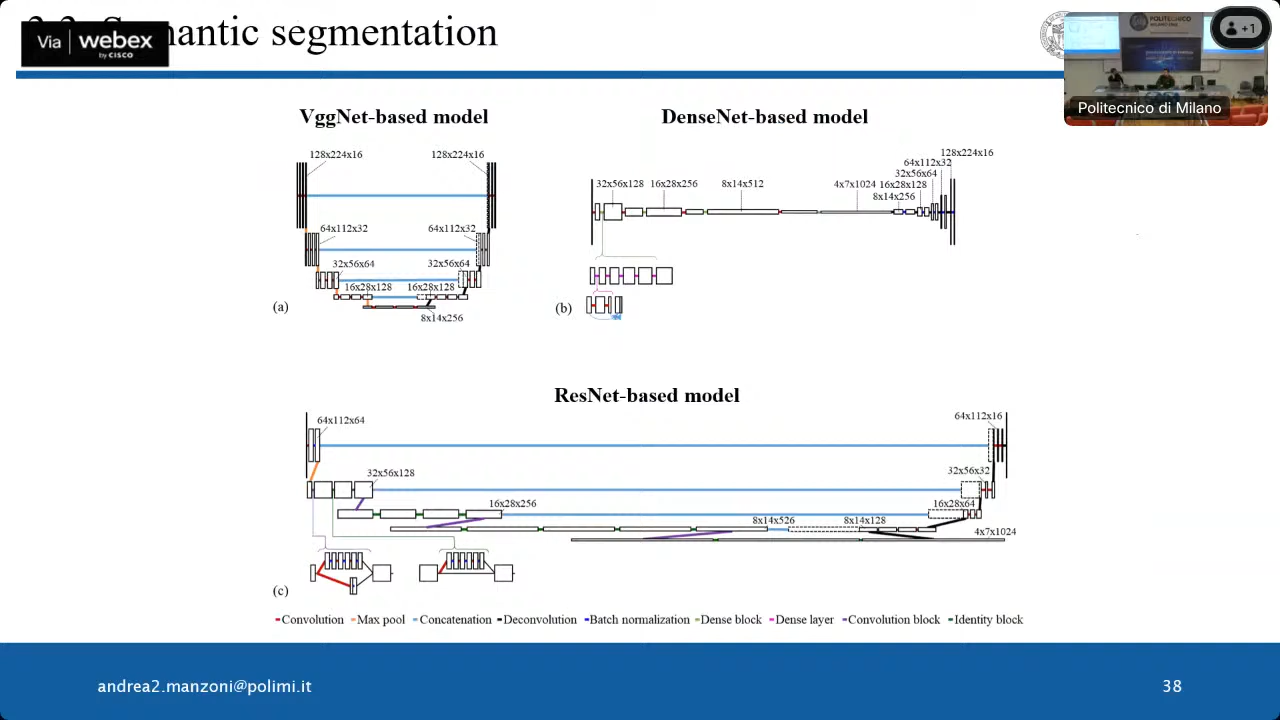 Semantic segmentation
Via webex
by CISCO
+1
POLITECNICO
Politecnico di Milano
VggNet-based model
DenseNet-based model
128x224x16
128x224x16
64x112x32
64x112x32
32x56x64
32x56x64
16x28x128
16x28x128
8x14x256
(a)
128x224x16
64x112x32
32x56x64
32x56x128
16x28x256
8x14x512
4x7x1024
16x28x128
8x14x256
(b)
ResNet-based model
64x112x64
64x112x16
32x56x128
32x56x32
16x28x256
16x28x64
8x14x526
8x14x128
4x7x1024
(c)
Convolution Max pool Concatenation Deconvolution Batch normalization Dense block Dense layer Convolution block Identity block
andrea2.manzoni@polimi.it
38